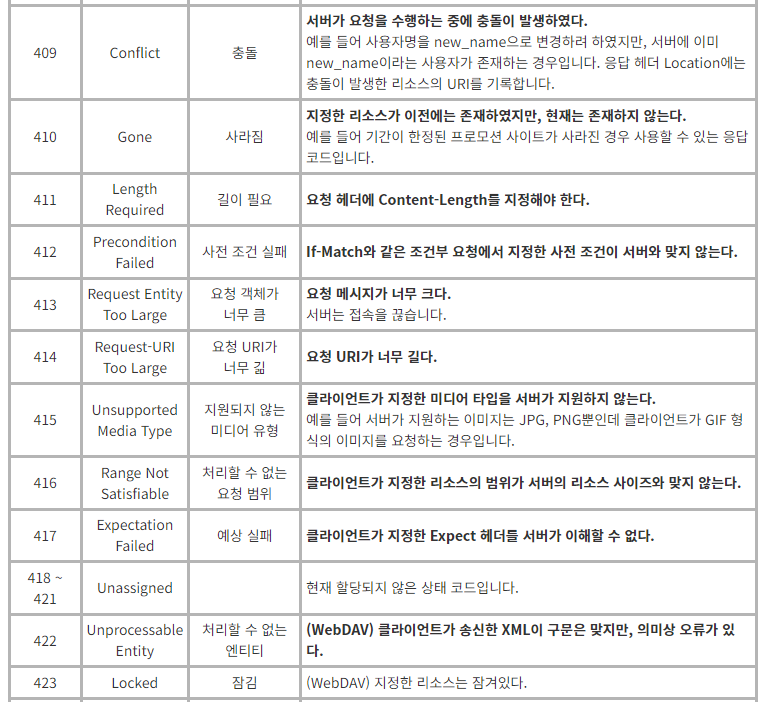 409
Conflict
충돌
서버가 요청을 수행하는 중에 충돌이 발생하였다.
예를 들어 사용자명을 new_name으로 변경하려 하였지만, 서버에 이미
new_name이라는 사용자가 존재하는 경우입니다. 응답 헤더 Location에는
충돌이 발생한 리소스의 URI를 기록합니다.
410
Gone
사라짐
지정한 리소스가 이전에는 존재하였지만, 현재는 존재하지 않는다.
예를 들어 기간이 한정된 프로모션 사이트가 사라진 경우 사용할 수 있는 응답
코드입니다.
411
Length
Required
길이 필요
요청 헤더에 Content-Length를 지정해야 한다.
412
Precondition
Failed
사전 조건 실패
If-Match와 같은 조건부 요청에서 지정한 사전 조건이 서버와 맞지 않는다.
413
Request Entity
Too Large
요청 객체가
너무 큼
요청 메시지가 너무 크다.
서버는 접속을 끊습니다.
414
Request-URI
Too Large
요청 URI가
너무 긺
요청 URI가 너무 길다.
415
Unsupported
Media Type
지원되지 않는
미디어 유형
클라이언트가 지정한 미디어 타입을 서버가 지원하지 않는다.
예를 들어 서버가 지원하는 이미지는 JPG, PNG뿐인데 클라이언트가 GIF 형
식의 이미지를 요청하는 경우입니다.
416
Range Not
Satisfiable
처리할 수 없는
요청 범위
클라이언트가 지정한 리소스의 범위가 서버의 리소스 사이즈와 맞지 않는다.
417
Expectation
Failed
예상 실패
클라이언트가 지정한 Expect 헤더를 서버가 이해할 수 없다.
418 ~
421
Unassigned
현재 할당되지 않은 상태 코드입니다.
422
Unprocessable
Entity
처리할 수 없는
엔티티
(WebDAV) 클라이언트가 송신한 XML이 구문은 맞지만, 의미상 오류가 있
다.
423
Locked
잠김
(WebDAV) 지정한 리소스는 잠겨있다.